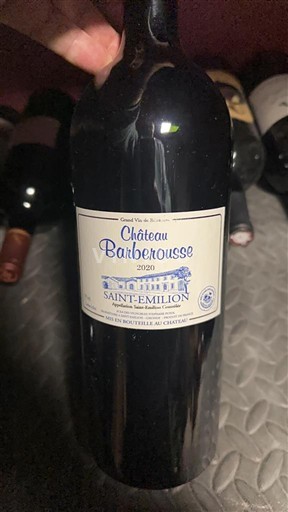 Grand Vin de Bordeaux
Château
Barberousse
2020
SAINT-EMILION
Appellation Saint-Emilion Contrôlée
MIS EN BOUTEILLE AU CHATEAU